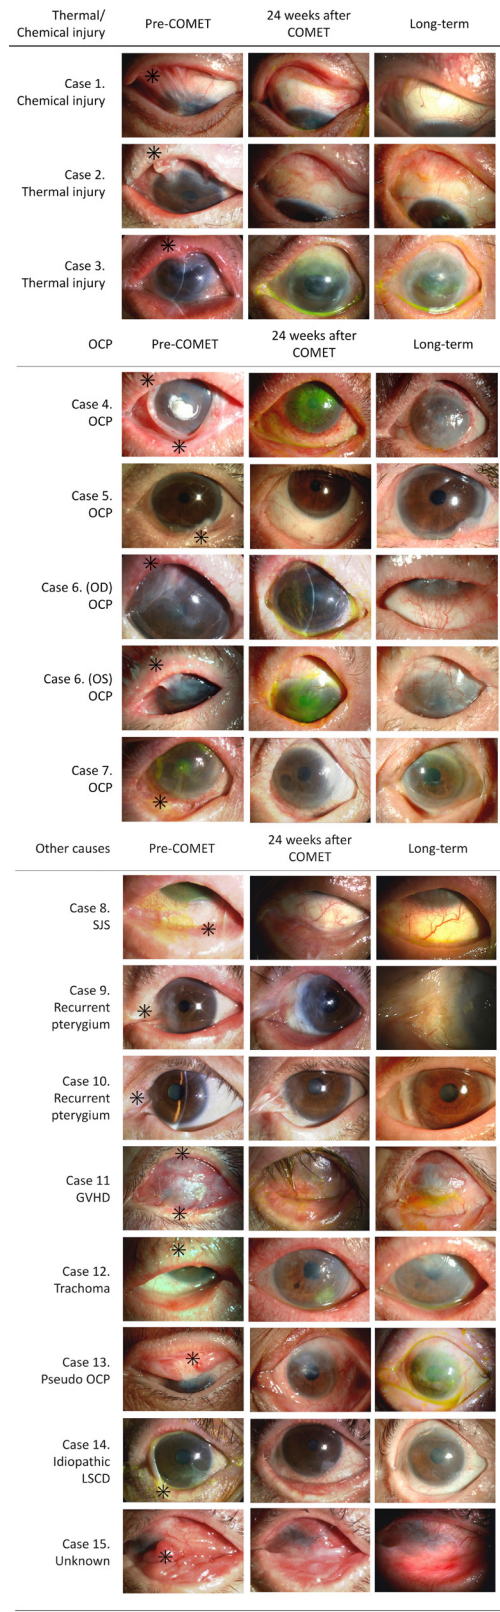 Thermal/
Chemical injury
Pre-COMET
24 weeks after
COMET
Long-term
Case 1.
Chemical injury
Case 2.
Thermal injury
Case 3.
Thermal injury
OCP
Pre-COMET
24 weeks after
COMET
Long-term
Case 4.
OCP
Case 5.
OCP
Case 6. (OD)
OCP
Case 6. (OS)
OCP
Case 7.
OCP
Other causes
Pre-COMET
24 weeks after
COMET
Long-term
Case 8.
SJS
Case 9.
Recurrent
pterygium
Case 10.
Recurrent
pterygium
Case 11
GVHD
Case 12.
Trachoma
Case 13.
Pseudo OCP
Case 14.
Idiopathic
LSCD
Case 15.
Unknown